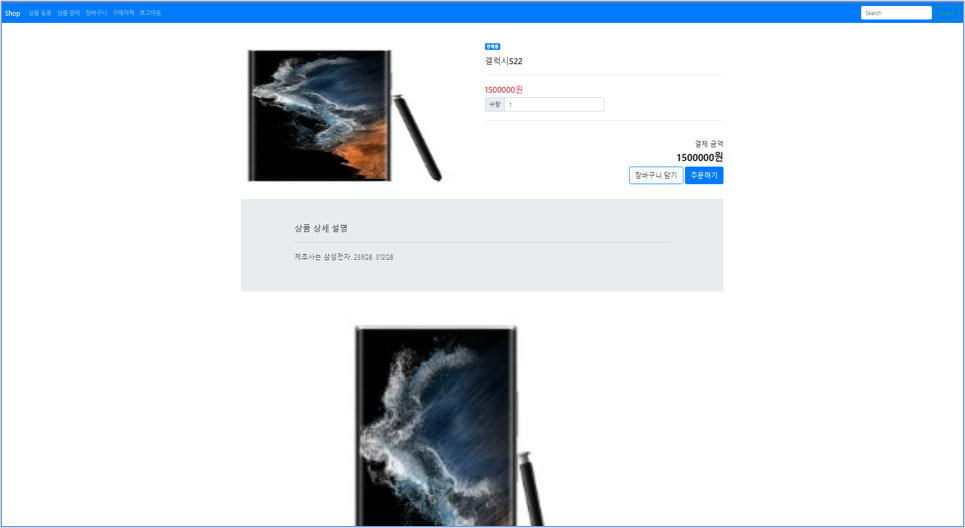 Shop 상품 등록 상품 관리 장바구니 구매이력 로그아웃 Search Search
판매중
갤럭시S22
1500000원
수량 1
결제 금액
1500000원
장바구니 담기 주문하기
상품 상세 설명
제조사는 삼성전자. 256GB, 512GB